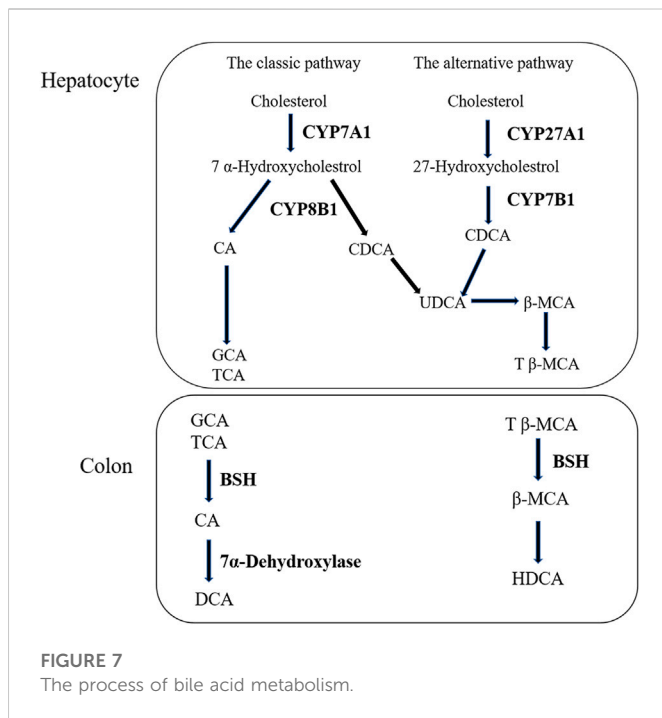 Hepatocyte
The classic pathway
The alternative pathway
Cholesterol
Cholesterol
CYP7A1
CYP27A1
7 α-Hydroxycholestrol
27-Hydroxycholestrol
CYP8B1
CYP7B1
CA
CDCA
CDCA
UDCA
β-MCA
GCA
TCA
T β-MCA
Colon
GCA
TCA
T β-MCA
BSH
BSH
CA
β-MCA
7α-Dehydroxylase
DCA
HDCA
FIGURE 7
The process of bile acid metabolism.